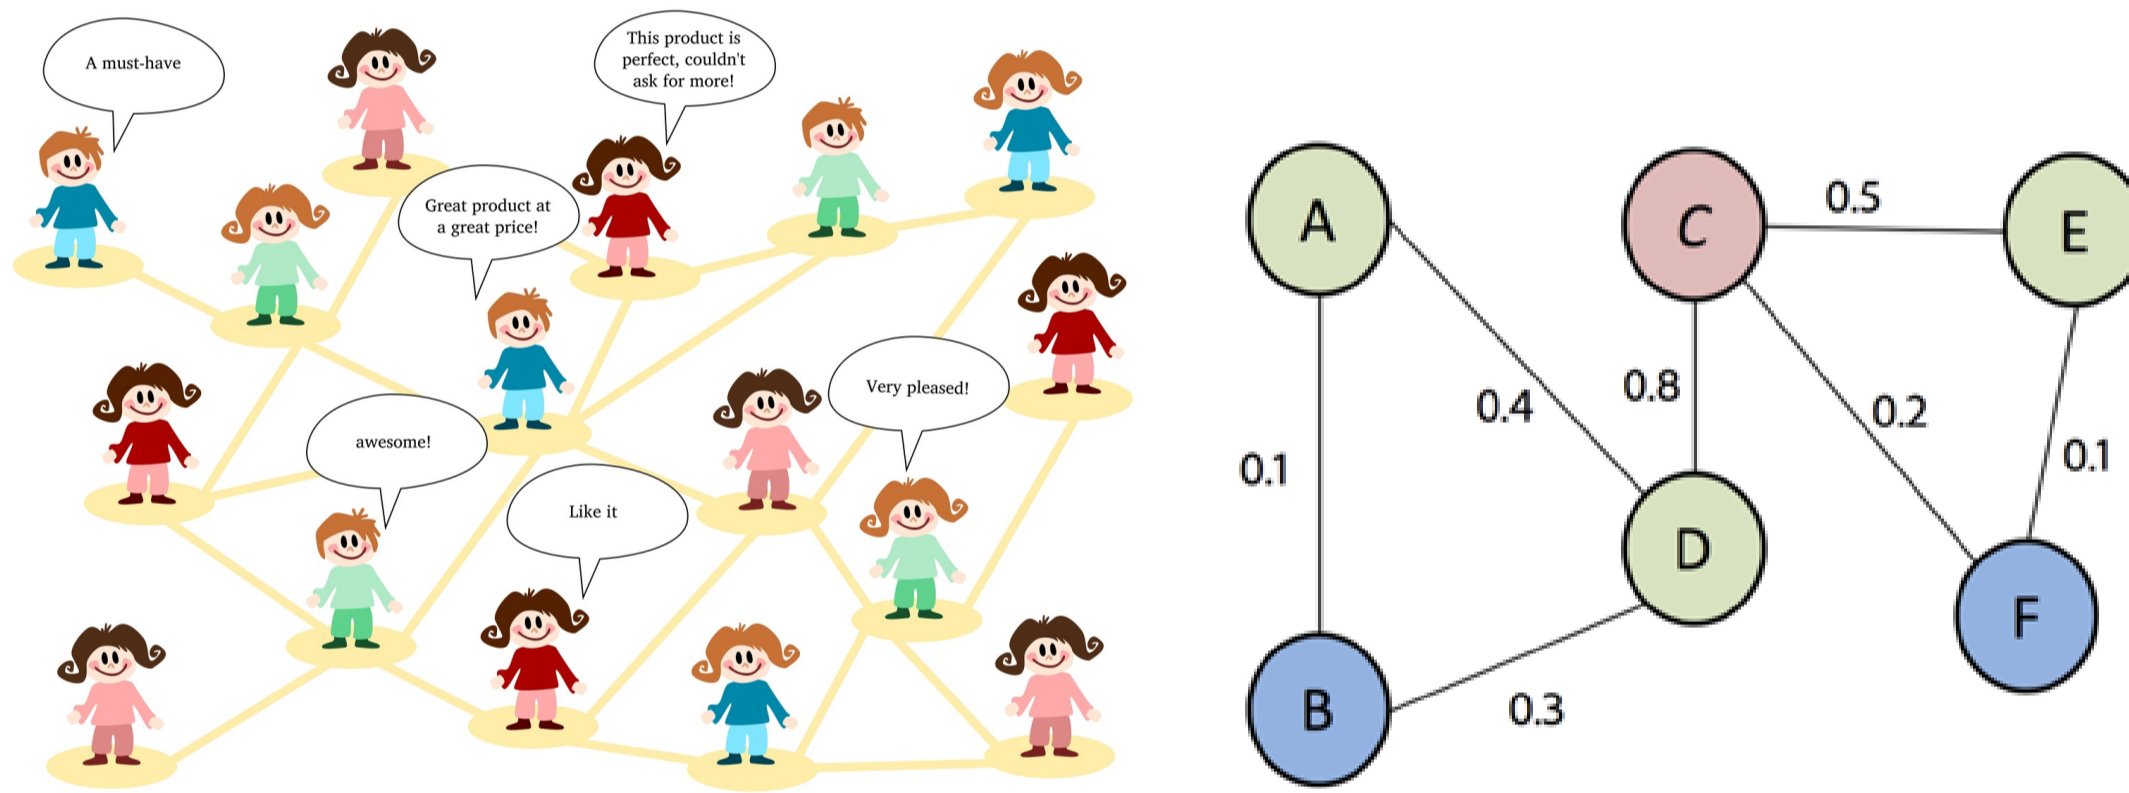 A must-have
This product is
perfect, couldn't
ask for more!
Great product at
a great price!
Very pleased!
awesome!
Like it
A
C
0.5
E
0.4
0.8
0.2
0.1
0.1
D
F
B
0.3